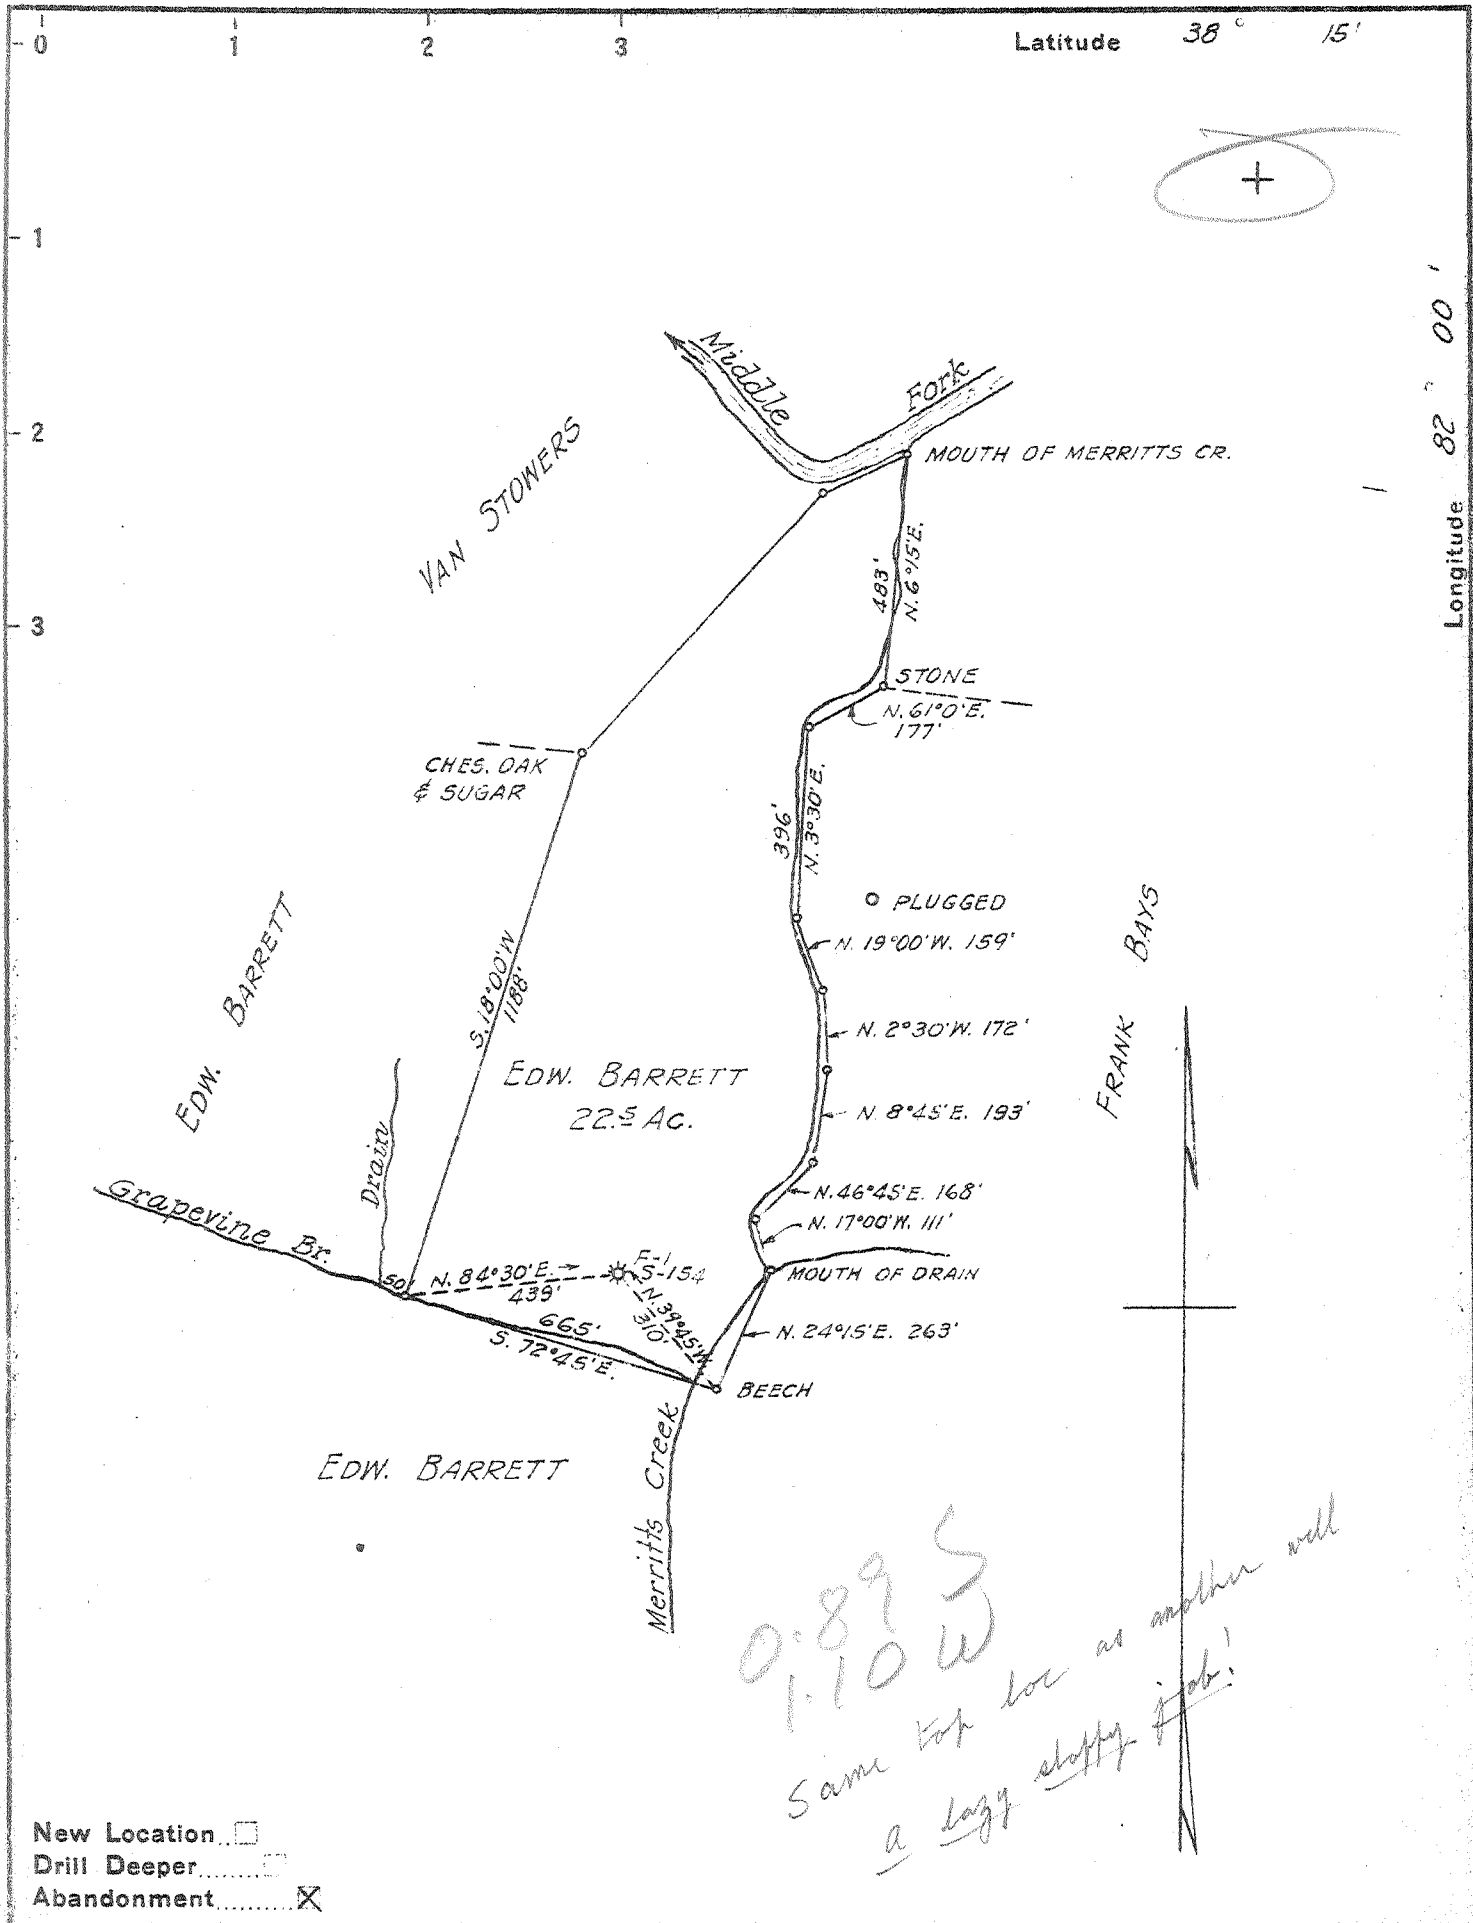 0 1 2 3 Latitude 38° 15'
+
1
2
3
Longitude 82° 00'
Middle Fork
MOUTH OF MERRITTS CR.
VAN STOWERS
483'
N. 6°15'E.
STONE
N. 61°0'E.
177'
CHES. OAK
& SUGAR
396'
N. 3°30'E.
PLUGGED
N. 19°00'W. 159'
FRANK BAYS
EDW. BARRETT
S. 18°00'W
1188'
N. 2°30'W. 172'
EDW. BARRETT
22.5 AC.
N. 8°45'E. 193'
Drain
Grapevine Br.
N. 46°45'E. 168'
N. 17°00'W. 111'
50'
N. 84°30'E.
439'
F-1
S-154
MOUTH OF DRAIN
N. 39°45'W.
310'
665'
S. 72°45'E.
N. 24°15'E. 263'
BEECH
EDW. BARRETT
Merritts Creek
0.89 S
1.10 W
Same top loc as another well
a lazy sloppy job!
New Location
Drill Deeper
Abandonment X